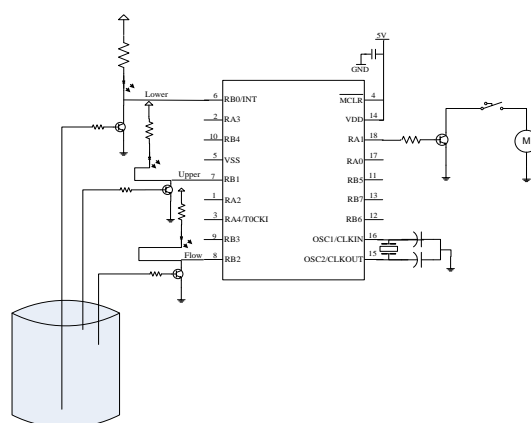 5V
GND
Lower
6 RB0/INT
MCLR 4
2 RA3
VDD 14
10 RB4
RA1 18
M
5 VSS
RA0 17
Upper
7 RB1
RB5 11
1 RA2
RB7 13
3 RA4/T0CKI
RB6 12
9 RB3
OSC1/CLKIN 16
Flow
8 RB2
OSC2/CLKOUT 15